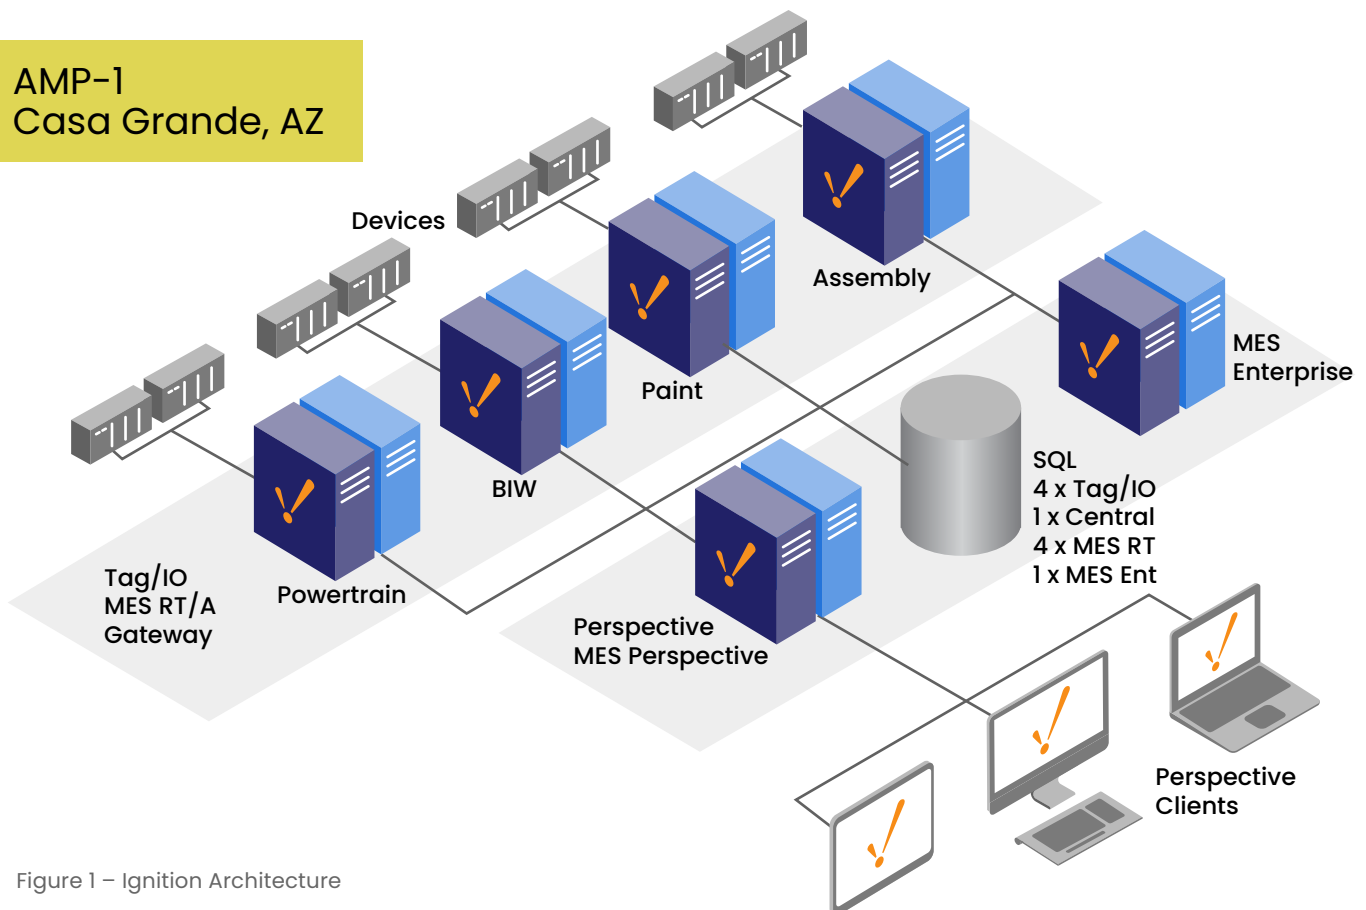 AMP-1
Casa Grande, AZ
Devices
Assembly
MES
Enterprise
Paint
SQL
4 x Tag/IO
1 x Central
4 x MES RT
1 x MES Ent
BIW
Tag/IO
MES RT/A
Gateway
Powertrain
Perspective
MES Perspective
Perspective
Clients
Figure 1 – Ignition Architecture